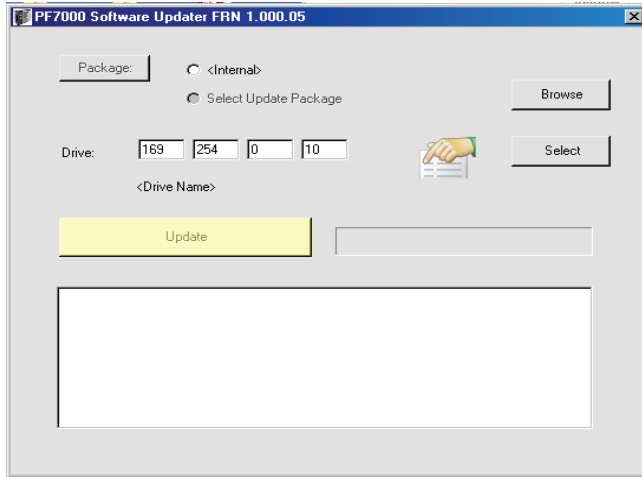 PF7000 Software Updater FRN 1.000.05
Package:
<Internal>
Select Update Package
Browse
Drive:
169 254 0 10
Select
<Drive Name>
Update